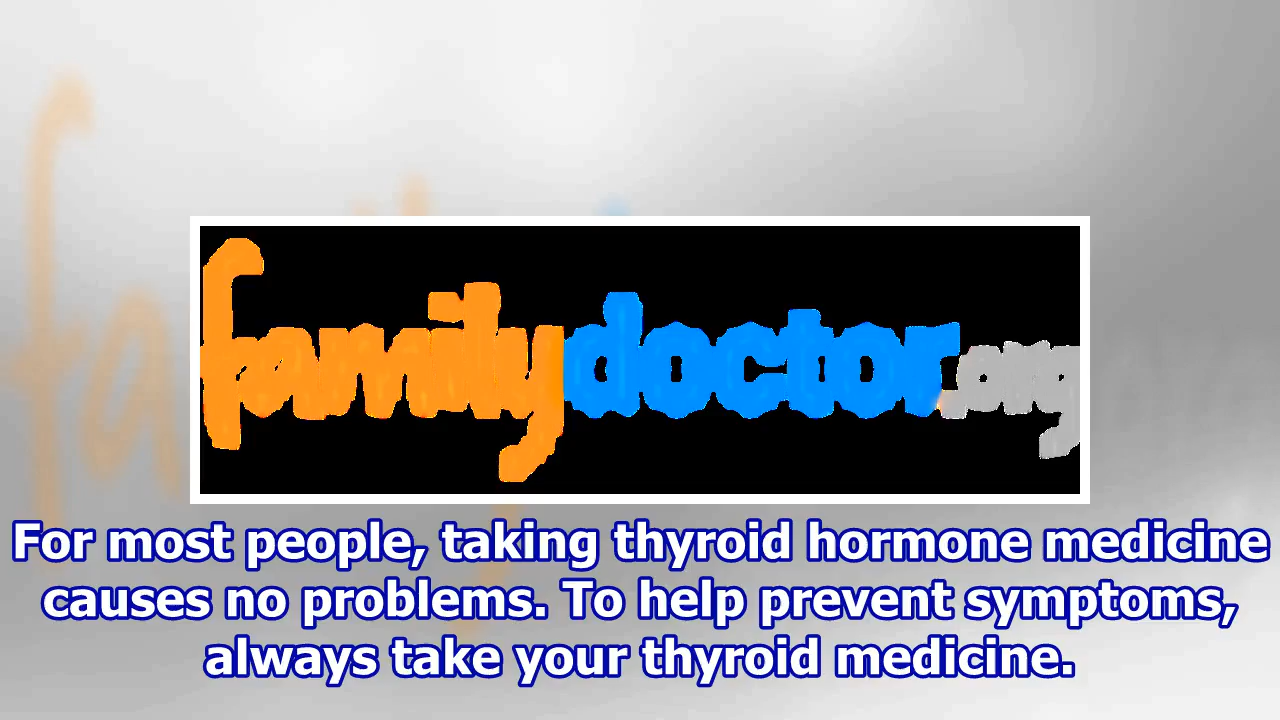 familydoctor.org
For most people, taking thyroid hormone medicine
causes no problems. To help prevent symptoms,
always take your thyroid medicine.